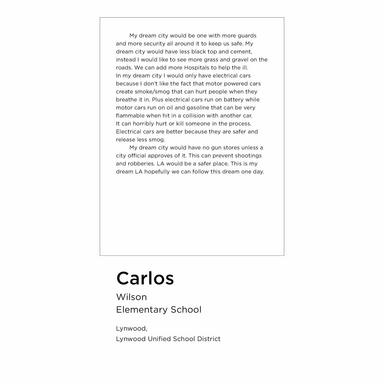 My dream city would be one with more guards
and more security all around it to keep us safe. My
dream city would have less black top and cement,
instead I would like to see more grass and gravel on the
roads. We can add more Hospitals to help the ill.
In my dream city I would only have electrical cars
because I don't like the fact that motor powered cars
create smoke/smog that can hurt people when they
breathe it in. Plus electrical cars run on battery while
motor cars run on oil and gasoline that can be very
flammable when hit in a collision with another car.
It can horribly hurt or kill someone in the process.
Electrical cars are better because they are safer and
release less smog.
My dream city would have no gun stores unless a
city official approves of it. This can prevent shootings
and robberies. LA would be a safer place. This is my
dream LA hopefully we can follow this dream one day.
Carlos
Wilson
Elementary School
Lynwood,
Lynwood Unified School District